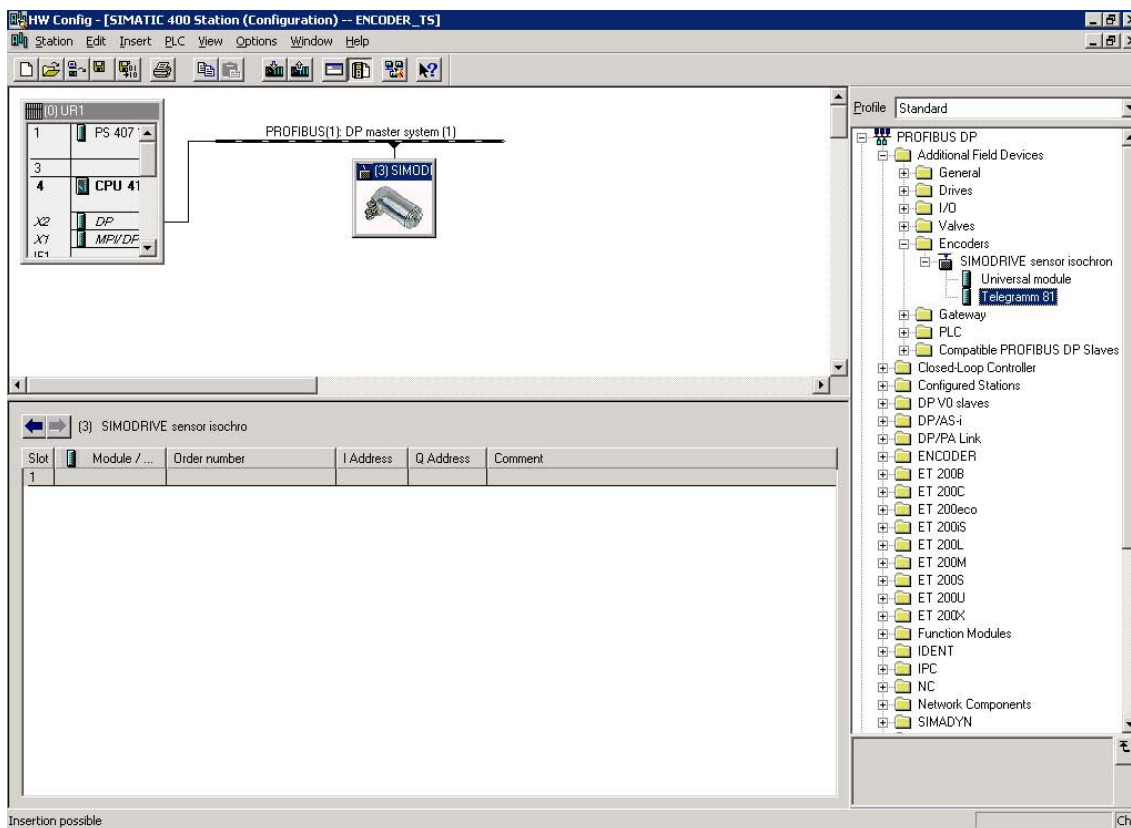 HW Config - [SIMATIC 400 Station (Configuration) -- ENCODER_TS]
Station Edit Insert PLC View Options Window Help
(0) UR1
1 PS 407
3
4 CPU 41
X2 DP
X1 MPI/DP
IF1
PROFIBUS(1): DP master system (1)
(3) SIMODI
Profile Standard
PROFIBUS DP
Additional Field Devices
General
Drives
I/O
Valves
Encoders
SIMODRIVE sensor isochron
Universal module
Telegramm 81
Gateway
PLC
Compatible PROFIBUS DP Slaves
Closed-Loop Controller
Configured Stations
DP V0 slaves
DP/AS-i
DP/PA Link
ENCODER
ET 200B
ET 200C
ET 200eco
ET 200iS
ET 200L
ET 200M
ET 200S
ET 200U
ET 200X
Function Modules
IDENT
IPC
NC
Network Components
SIMADYN
(3) SIMODRIVE sensor isochro
Slot Module / ... Order number I Address Q Address Comment
1
Insertion possible
Ch